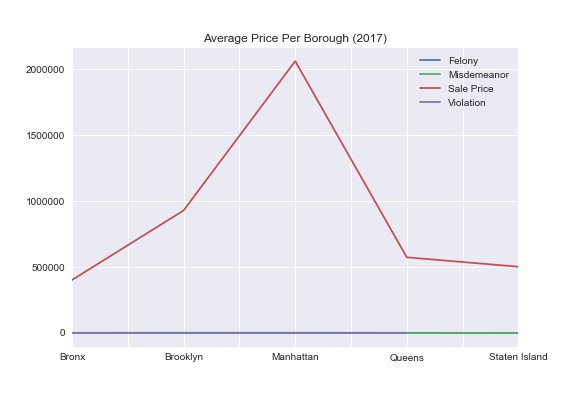 Average Price Per Borough (2017)
Felony
Misdemeanor
Sale Price
Violation
2000000
1500000
1000000
500000
0
Bronx Brooklyn Manhattan Queens Staten Island